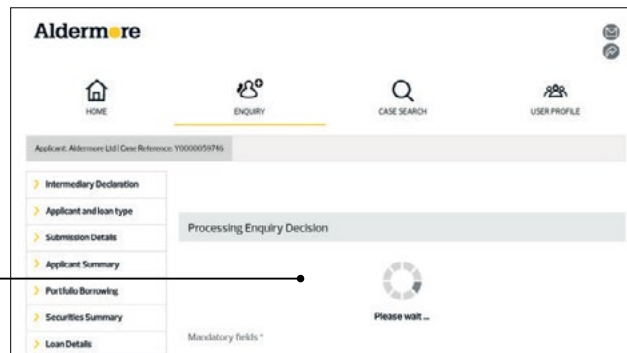 Aldermore
HOME
ENQUIRY
CASE SEARCH
USER PROFILE
Applicant: Aldermore Ltd | Case Reference: Y0000059746
Intermediary Declaration
Applicant and loan type
Submission Details
Applicant Summary
Portfolio Borrowing
Securities Summary
Loan Details
Processing Enquiry Decision
Please wait ...
Mandatory fields *